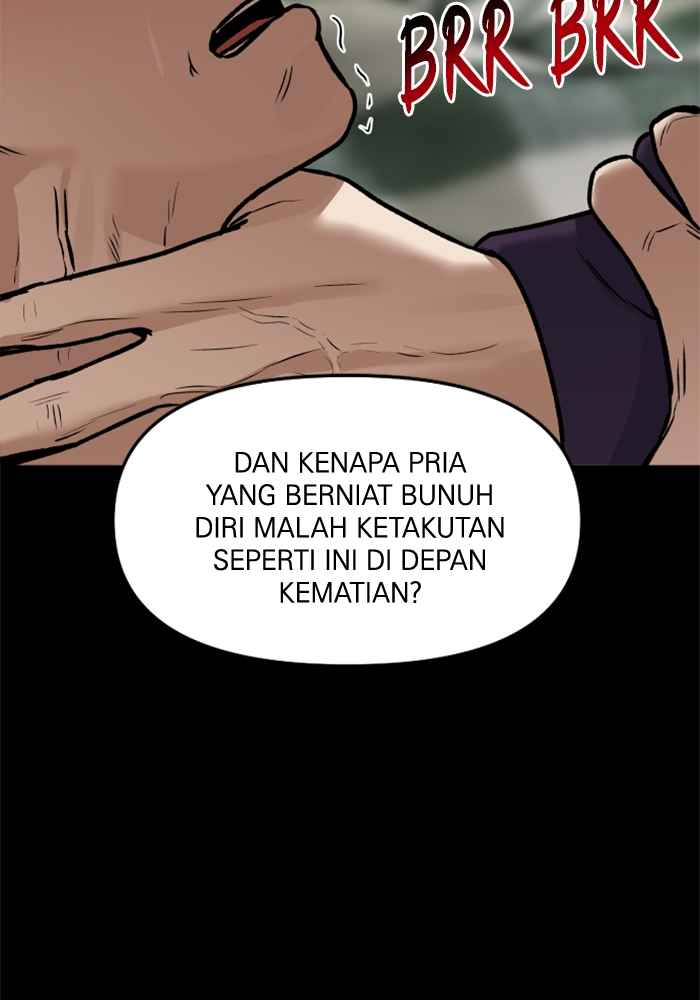 BRR BRR
DAN KENAPA PRIA
YANG BERNIAT BUNUH
DIRI MALAH KETAKUTAN
SEPERTI INI DI DEPAN
KEMATIAN?